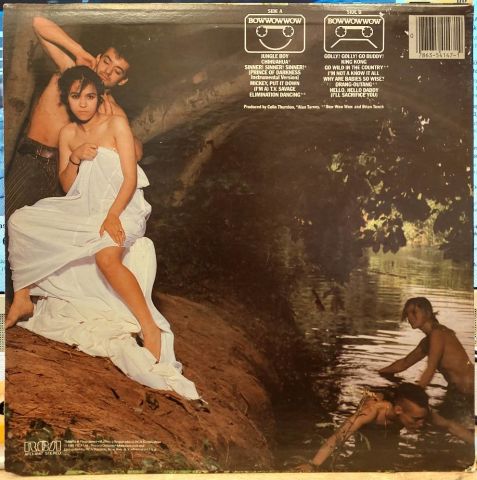 SIDE A
BOWWOWWOW
JUNGLE BOY
CHIHUAHUA*
SINNER! SINNER! SINNER!*
(PRINCE OF DARKNESS
Instrumental Version)
MICKEY, PUT IT DOWN
(I'M A) T.V. SAVAGE
ELIMINATION DANCING**
SIDE B
BOWWOWWOW
GOLLY! GOLLY! GO BUDDY!
KING KONG
GO WILD IN THE COUNTRY**
I'M NOT A KNOW IT ALL
WHY ARE BABIES SO WISE?
ORANG-OUTANG
HELLO, HELLO DADDY
(I'LL SACRIFICE YOU)
Produced by Colin Thurston, *Alan Tarney, **Bow Wow Wow and Brian Tench
0
RCA
STEREO